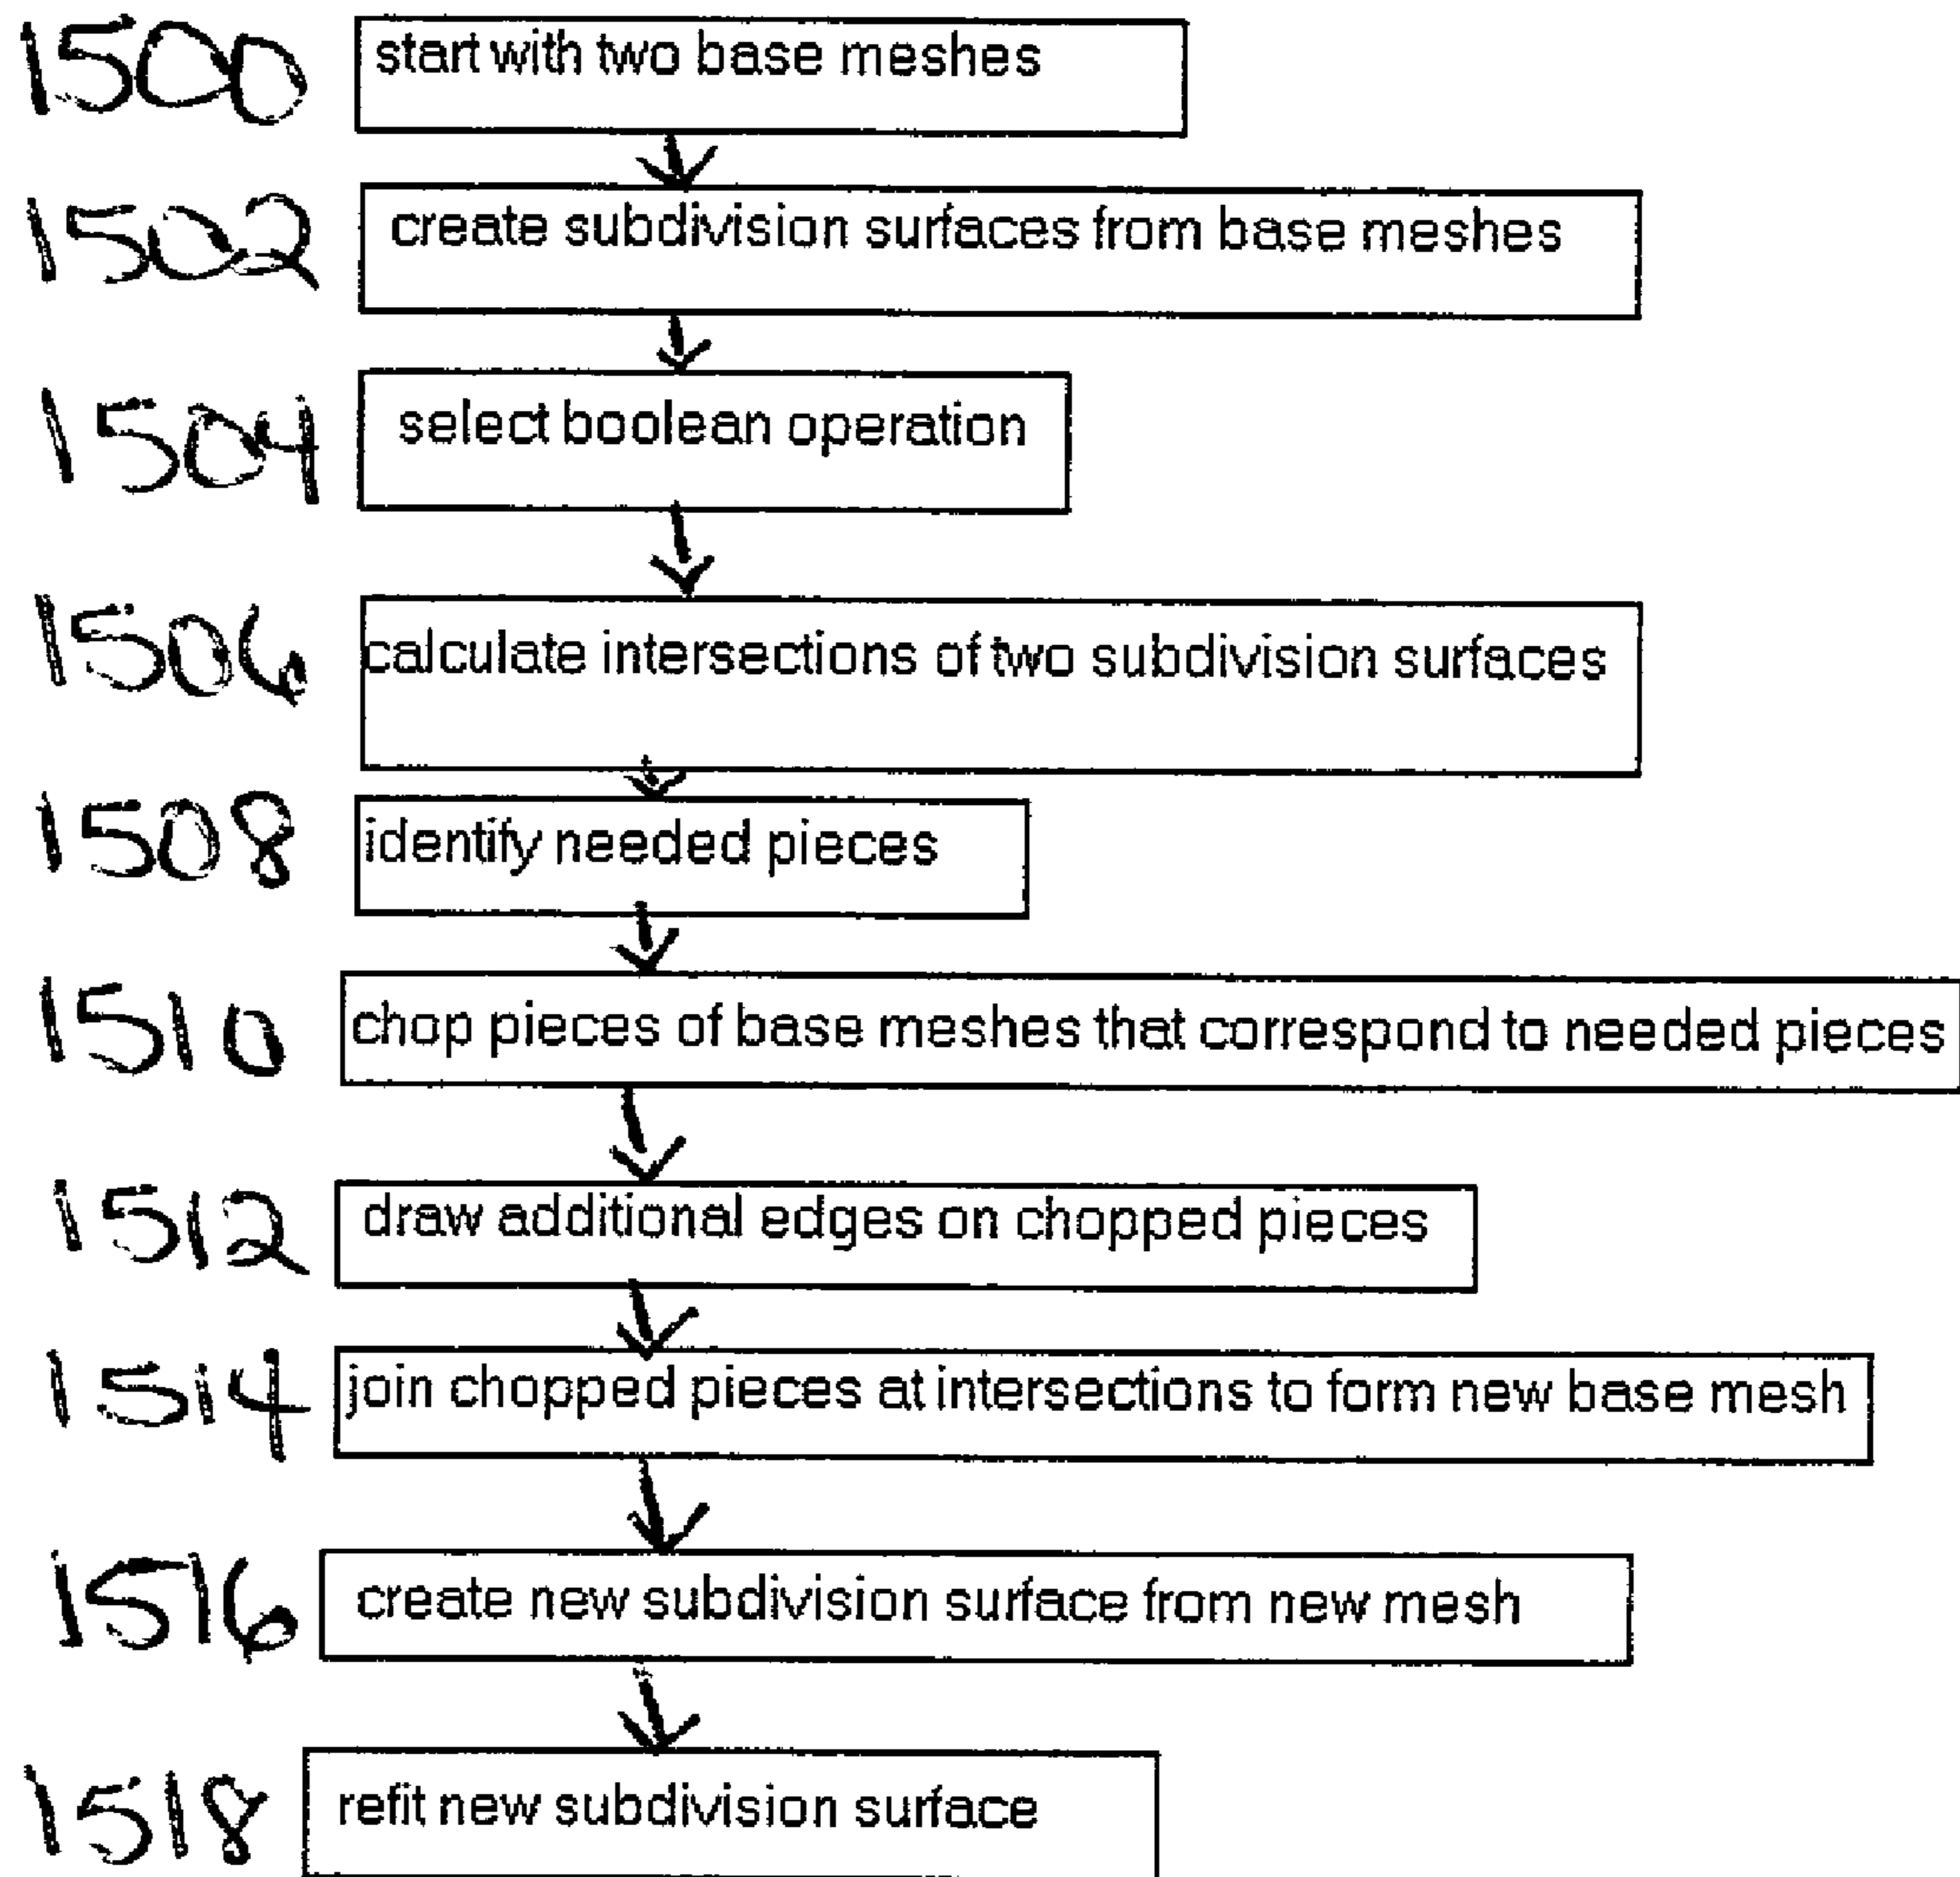 1500 start with two base meshes
1502 create subdivision surfaces from base meshes
1504 select boolean operation
1506 calculate intersections of two subdivision surfaces
1508 identify needed pieces
1510 chop pieces of base meshes that correspond to needed pieces
1512 draw additional edges on chopped pieces
1514 join chopped pieces at intersections to form new base mesh
1516 create new subdivision surface from new mesh
1518 refit new subdivision surface